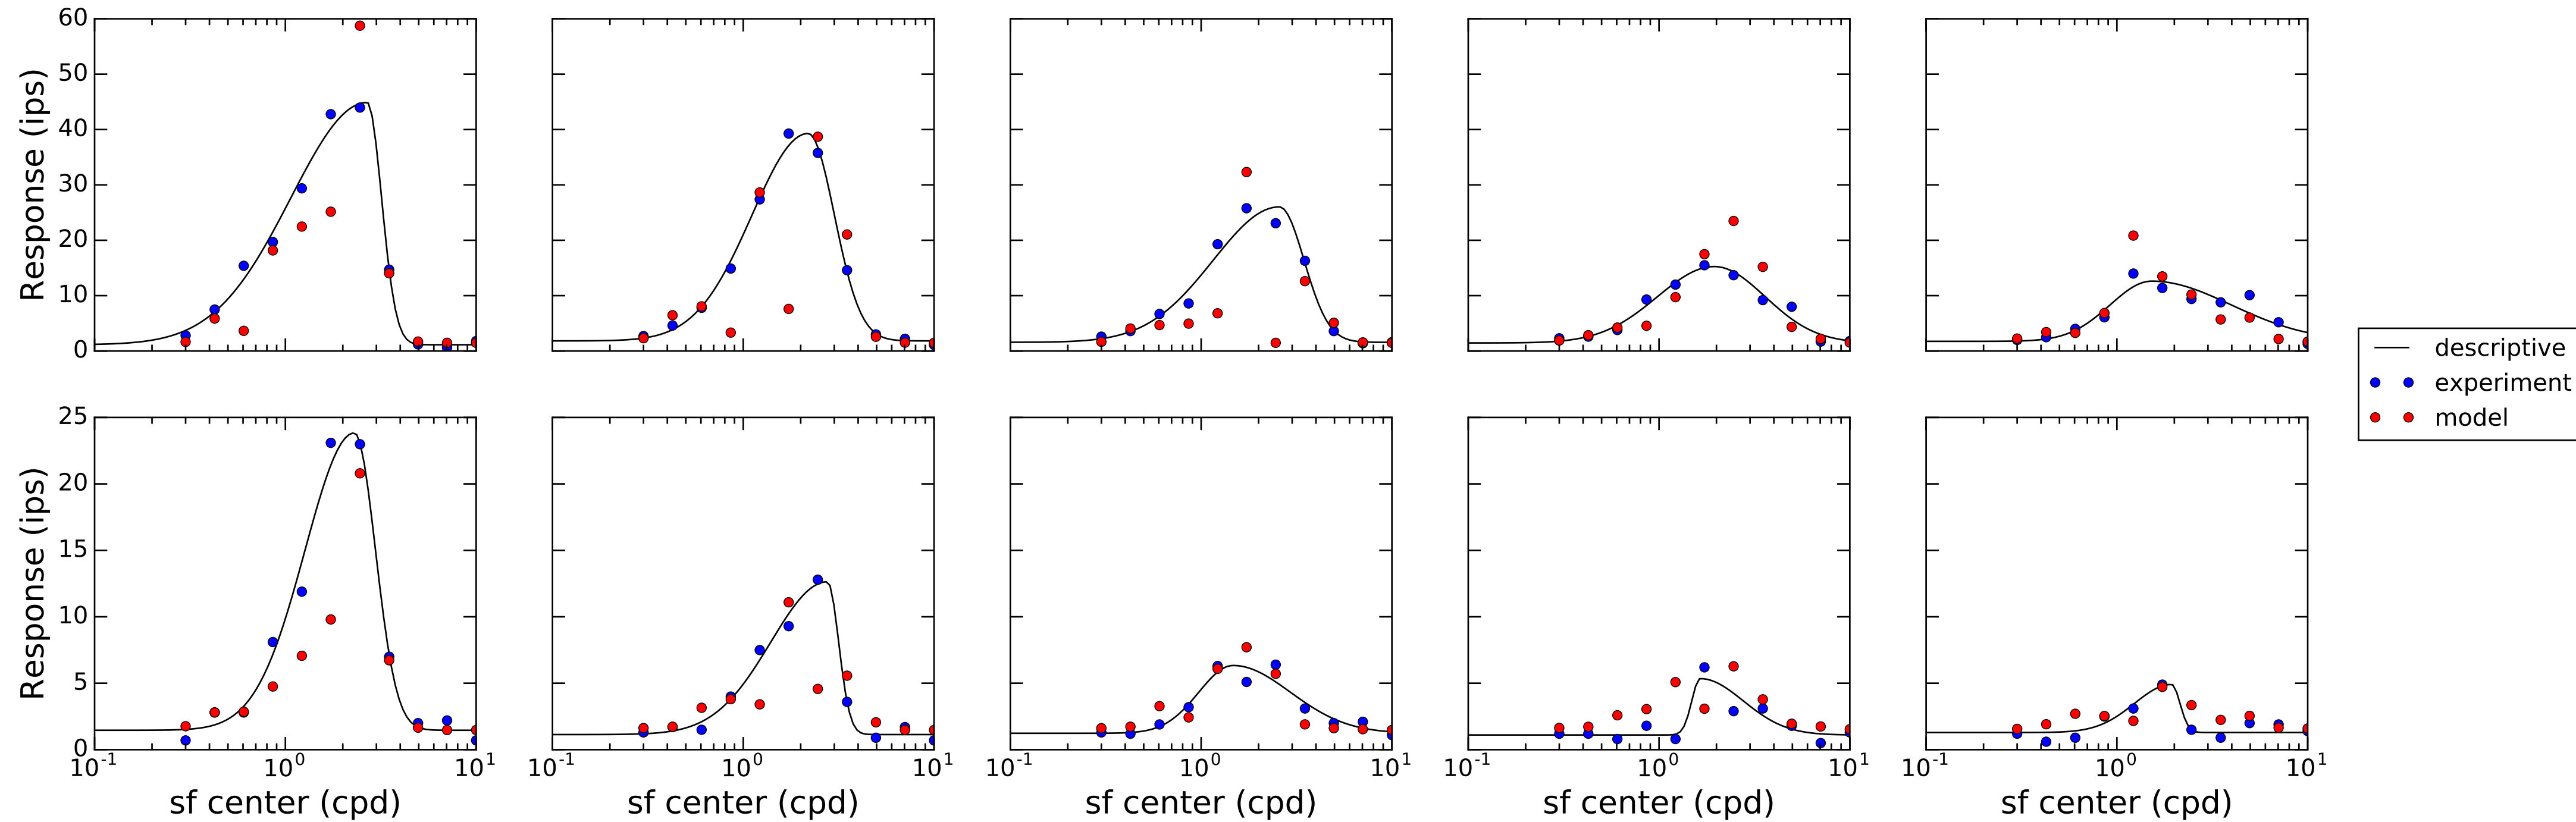 Response (ips)
60
50
40
30
20
10
0
descriptive
experiment
model
Response (ips)
25
20
15
10
5
0
10^-1 10^0 10^1
10^-1 10^0 10^1
10^-1 10^0 10^1
10^-1 10^0 10^1
10^-1 10^0 10^1
sf center (cpd)
sf center (cpd)
sf center (cpd)
sf center (cpd)
sf center (cpd)